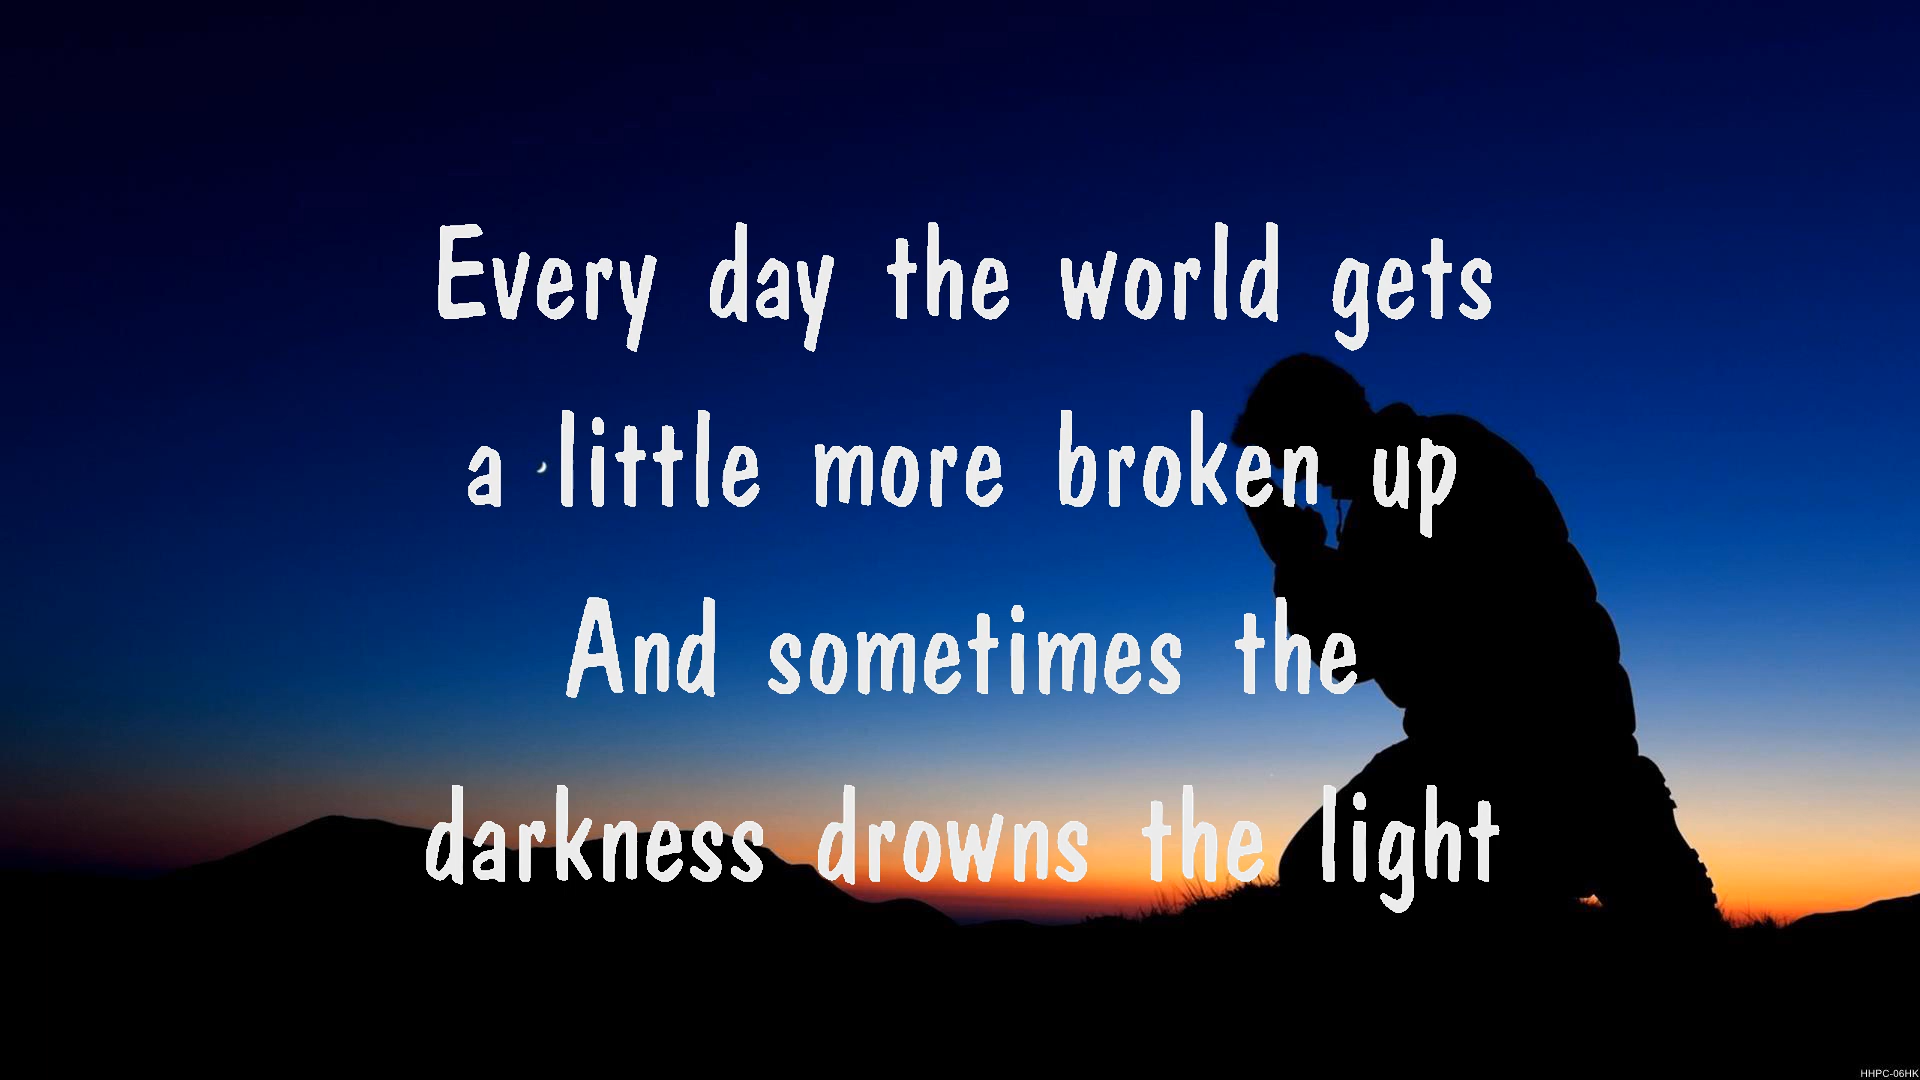 Every day the world gets
a little more broken up
And sometimes the
darkness drowns the light
HHPC-06HK